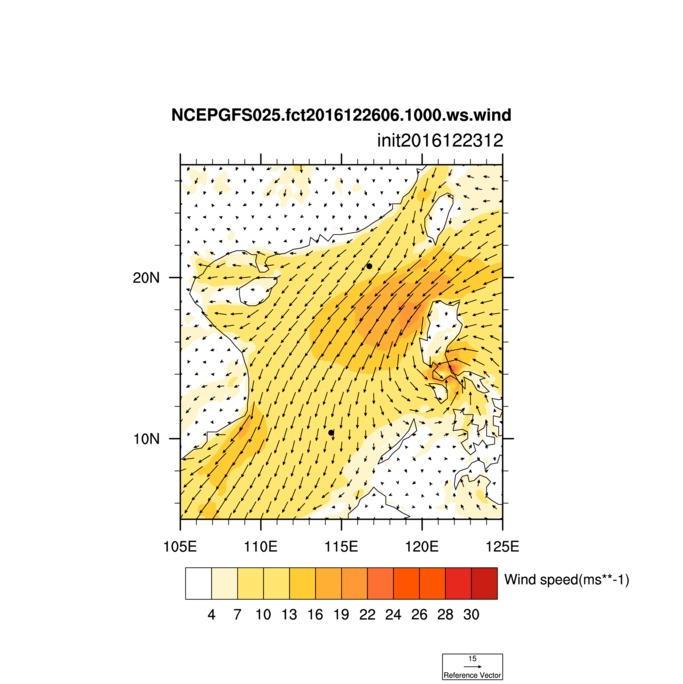 NCEPGFS025.fct2016122606.1000.ws.wind
init2016122312
20N
10N
105E 110E 115E 120E 125E
Wind speed(ms**-1)
4 7 10 13 16 19 22 24 26 28 30
15
Reference Vector